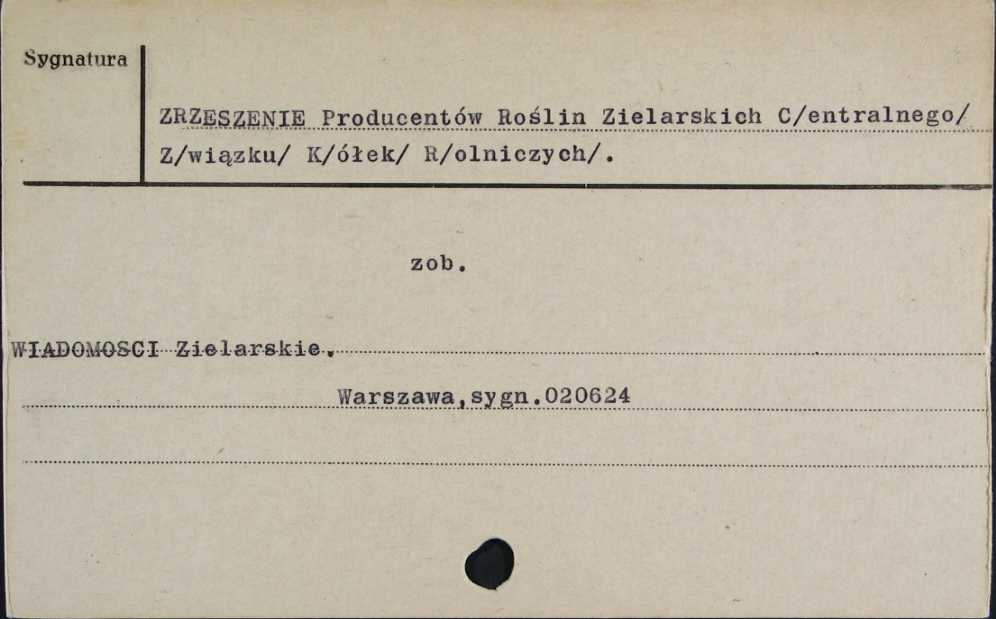 Sygnatura
ZRZESZENIE Producentów Roślin Zielarskich C/entralnego/
Z/wiązku/ K/ółek/ R/olniczych/.
zob.
WIADOMOSCI Zielarskie.
Warszawa,sygn.020624